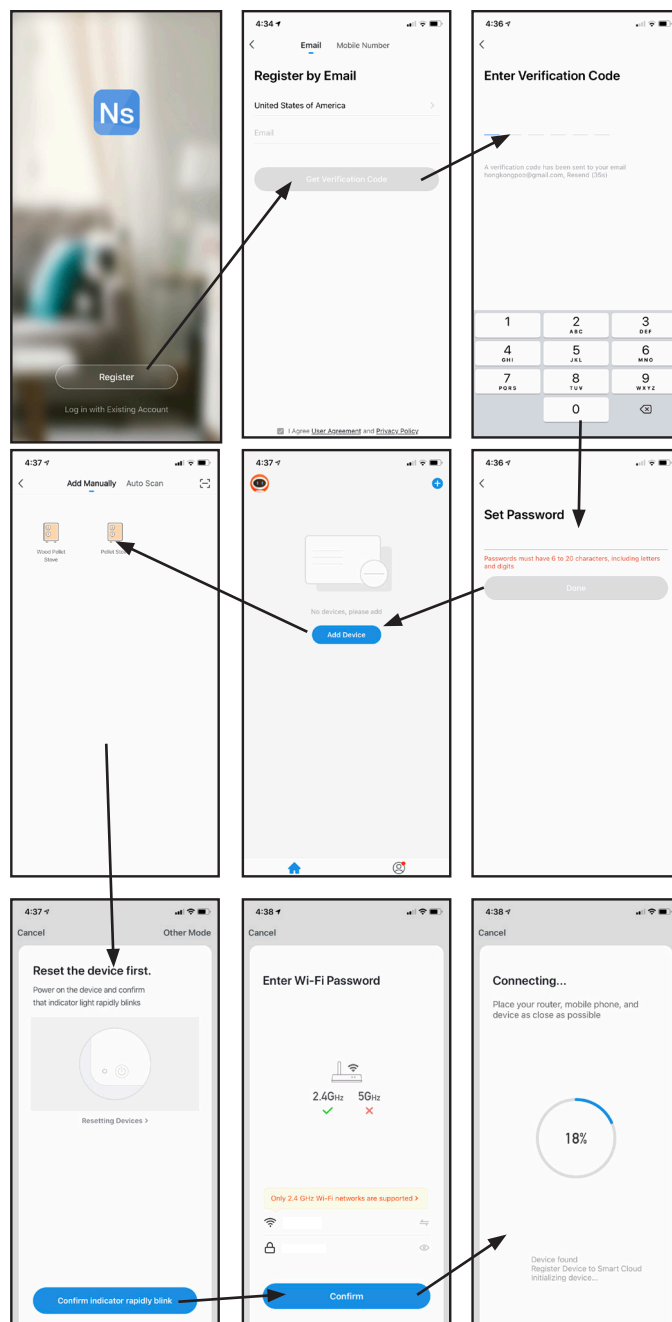 Ns
Register
Log in with Existing Account
4:34
Email Mobile Number
Register by Email
United States of America
Email
Get Verification Code
I Agree User Agreement and Privacy Policy
4:36
Enter Verification Code
A verification code has been sent to your email
hongkongpoo@gmail.com, Resend (36s)
1 2 3
ABC DEF
4 5 6
GHI JKL MNO
7 8 9
PQRS TUV WXYZ
0
4:37
Add Manually Auto Scan
Wood Pellet
Stove
Pellet Stove
4:37
No devices, please add
Add Device
4:36
Set Password
Passwords must have 6 to 20 characters, including letters
and digits
Done
4:37
Cancel Other Mode
Reset the device first.
Power on the device and confirm
that indicator light rapidly blinks
Resetting Devices >
Confirm indicator rapidly blink
4:38
Cancel
Enter Wi-Fi Password
2.4GHz 5GHz
Only 2.4 GHz Wi-Fi networks are supported >
Confirm
4:38
Cancel
Connecting...
Place your router, mobile phone, and
device as close as possible
18%
Device found
Register Device to Smart Cloud
Initializing device...